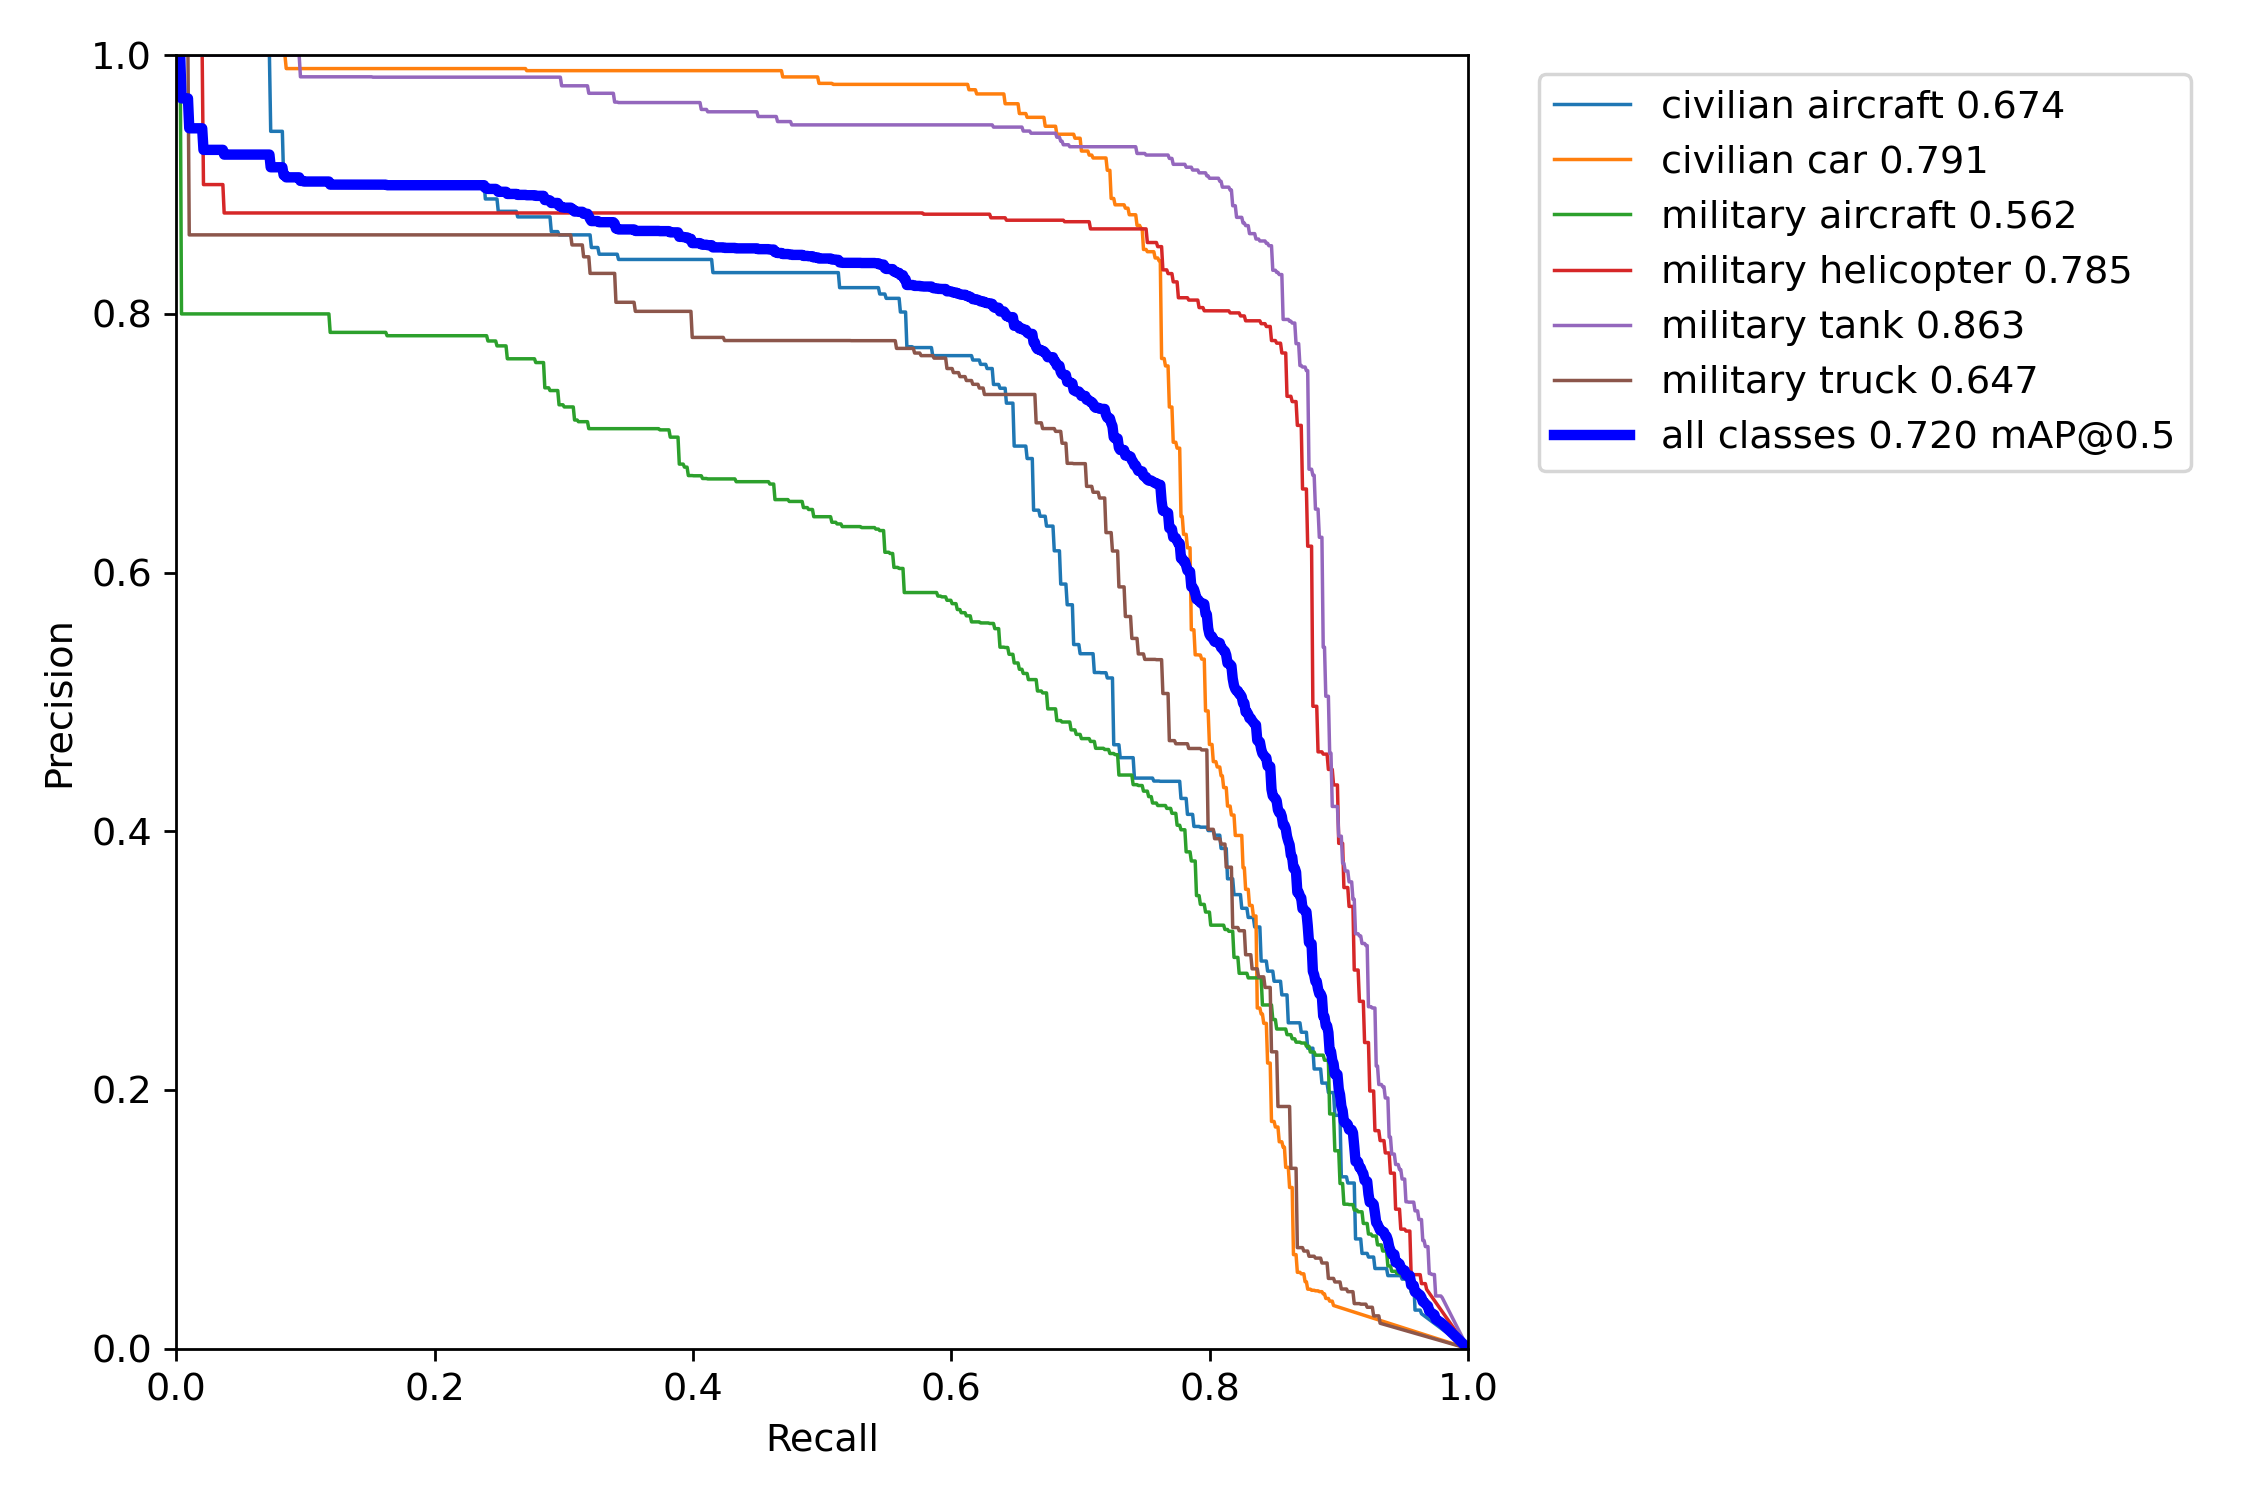 1.0
0.8
0.6
0.4
0.2
0.0
Precision
0.0 0.2 0.4 0.6 0.8 1.0
Recall
civilian aircraft 0.674
civilian car 0.791
military aircraft 0.562
military helicopter 0.785
military tank 0.863
military truck 0.647
all classes 0.720 mAP@0.5